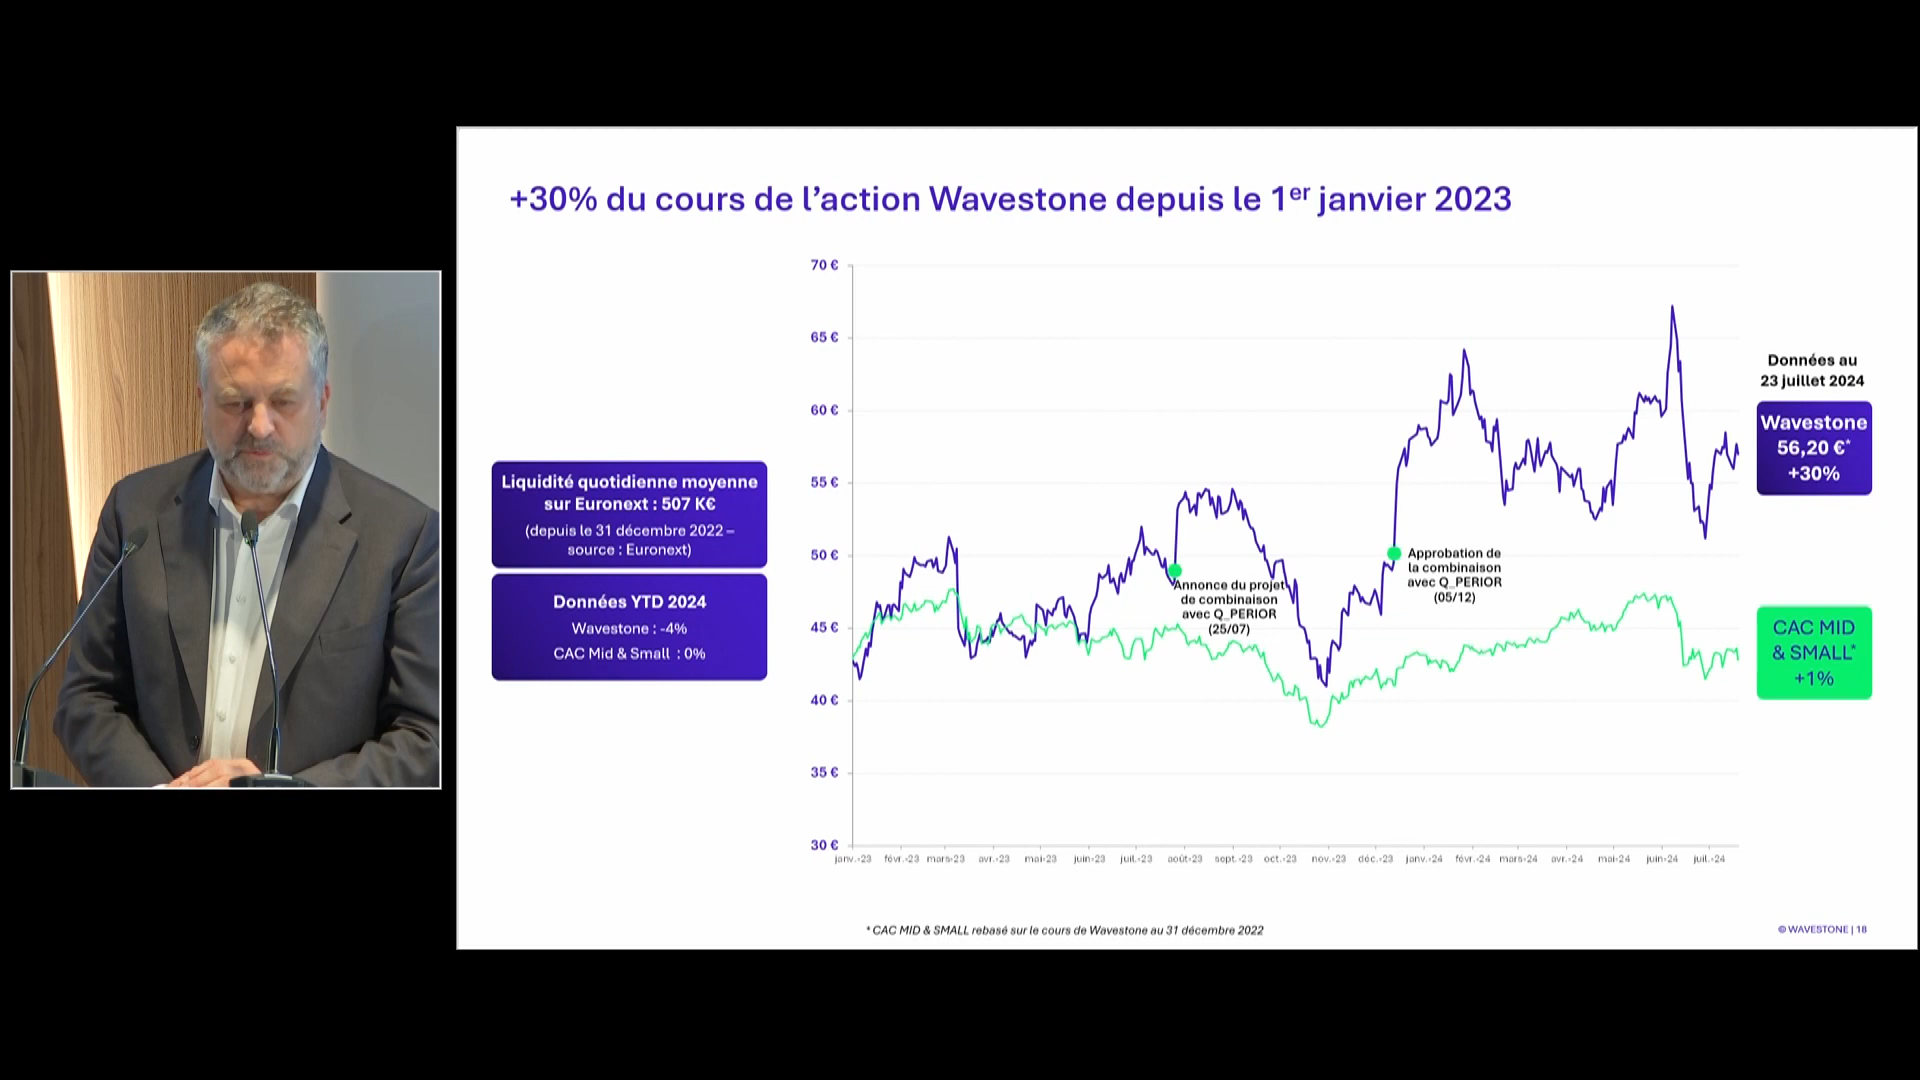 +30% du cours de l'action Wavestone depuis le 1er janvier 2023
Liquidité quotidienne moyenne
sur Euronext : 507 K€
(depuis le 31 décembre 2022 –
source : Euronext)
Données YTD 2024
Wavestone : -4%
CAC Mid & Small : 0%
70 €
65 €
60 €
55 €
50 €
45 €
40 €
35 €
30 €
janv.-23 févr.-23 mars-23 avr.-23 mai-23 juin-23 juil.-23 août-23 sept.-23 oct.-23 nov.-23 déc.-23 janv.-24 févr.-24 mars-24 avr.-24 mai-24 juin-24 juil.-24
Annonce du projet
de combinaison
avec Q_PERIOR
(25/07)
Approbation de
la combinaison
avec Q_PERIOR
(05/12)
Données au
23 juillet 2024
Wavestone
56,20 €*
+30%
CAC MID
& SMALL*
+1%
* CAC MID & SMALL rebasé sur le cours de Wavestone au 31 décembre 2022
© WAVESTONE | 18